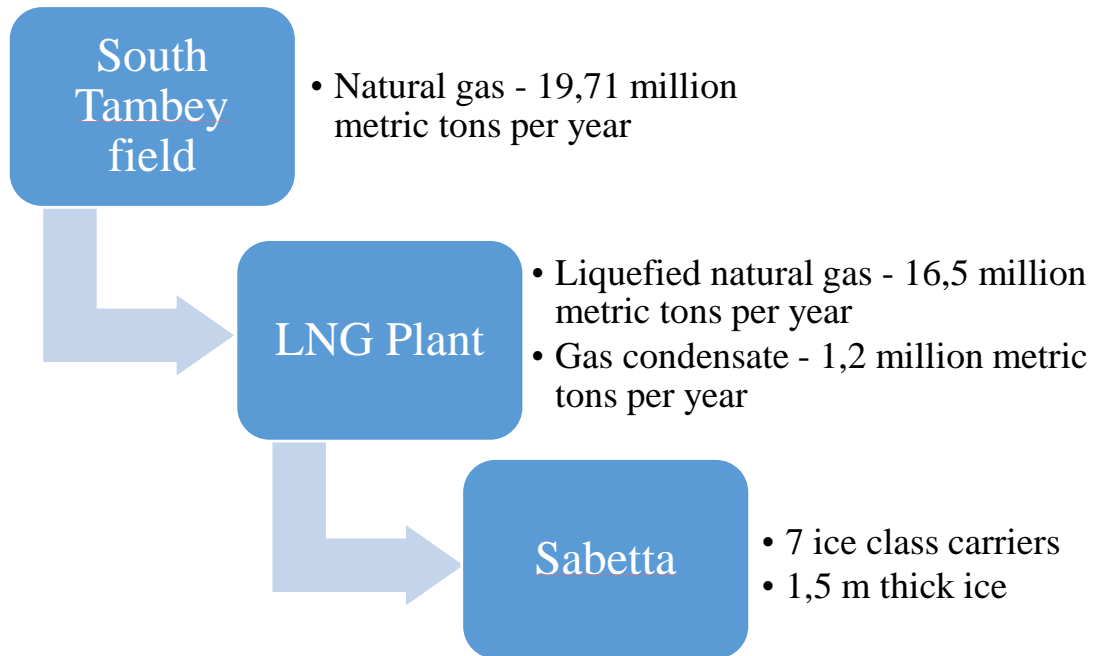 South
Tambey
field
• Natural gas - 19,71 million
metric tons per year
LNG Plant
• Liquefied natural gas - 16,5 million
metric tons per year
• Gas condensate - 1,2 million metric
tons per year
Sabetta
• 7 ice class carriers
• 1,5 m thick ice